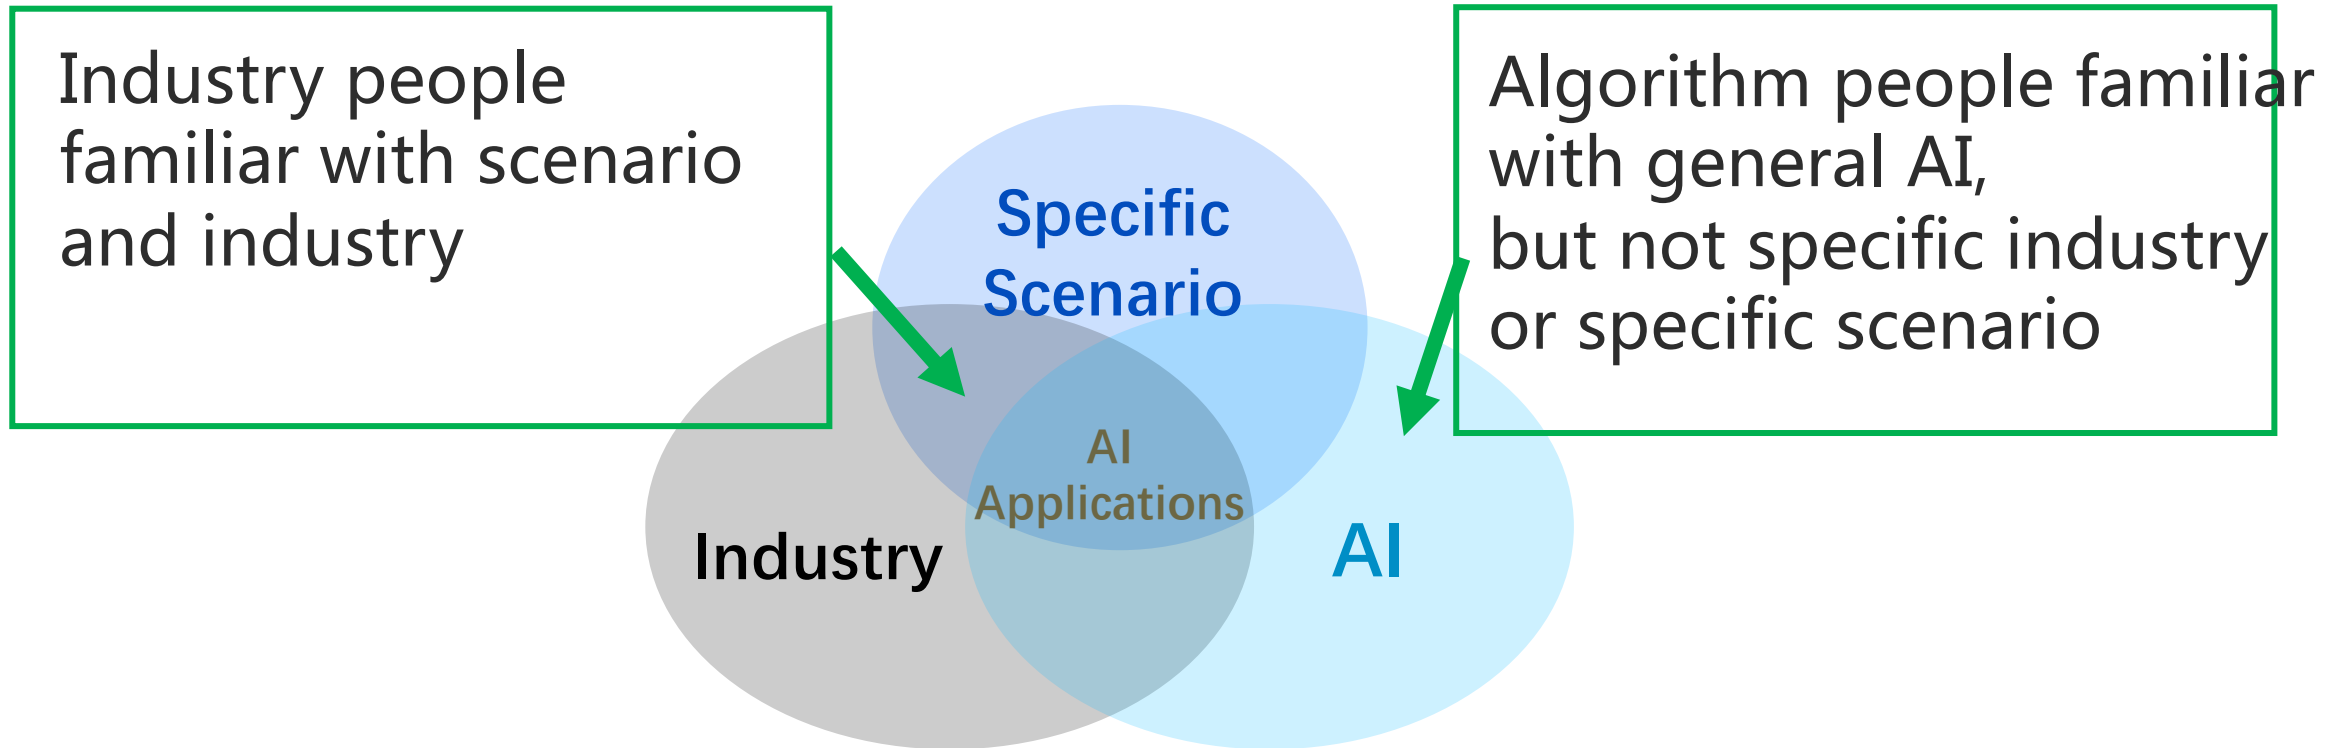 Industry people
familiar with scenario
and industry
Algorithm people familiar
with general AI,
but not specific industry
or specific scenario
Specific
Scenario
AI
Applications
Industry
AI